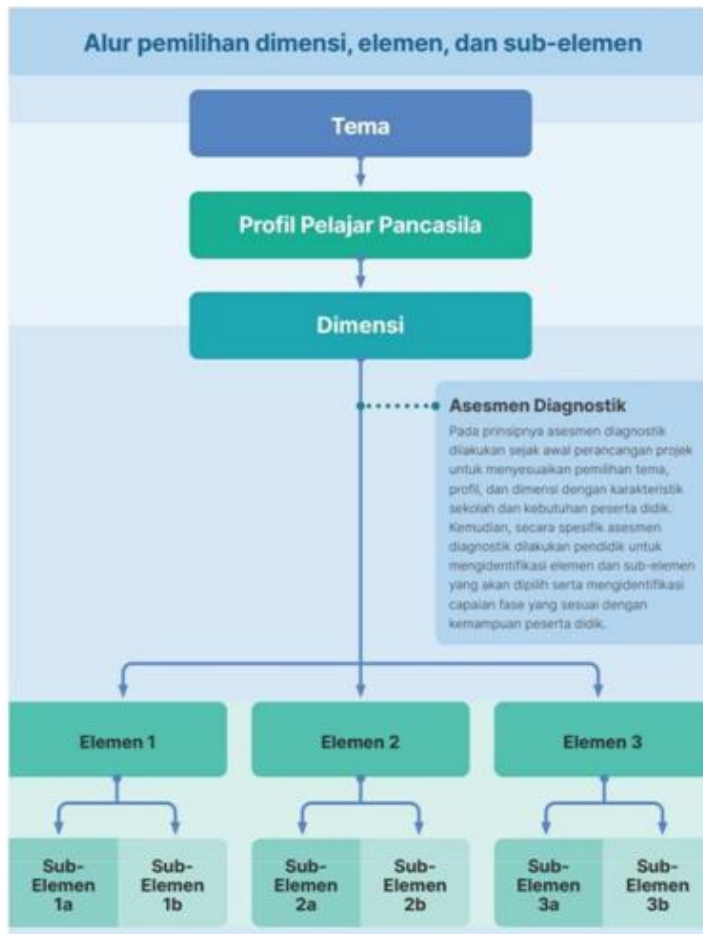 Alur pemilihan dimensi, elemen, dan sub-elemen
Tema
Profil Pelajar Pancasila
Dimensi
Asesmen Diagnostik
Pada prinsipnya asesmen diagnostik
dilakukan sejak awal perancangan projek
untuk menyesuaikan pemilihan tema,
profil, dan dimensi dengan karakteristik
sekolah dan kebutuhan peserta didik.
Kemudian, secara spesifik asesmen
diagnostik dilakukan pendidik untuk
mengidentifikasi elemen dan sub-elemen
yang akan dipilih serta mengidentifikasi
capaian fase yang sesuai dengan
kemampuan peserta didik.
Elemen 1
Elemen 2
Elemen 3
Sub-
Elemen
1a
Sub-
Elemen
1b
Sub-
Elemen
2a
Sub-
Elemen
2b
Sub-
Elemen
3a
Sub-
Elemen
3b